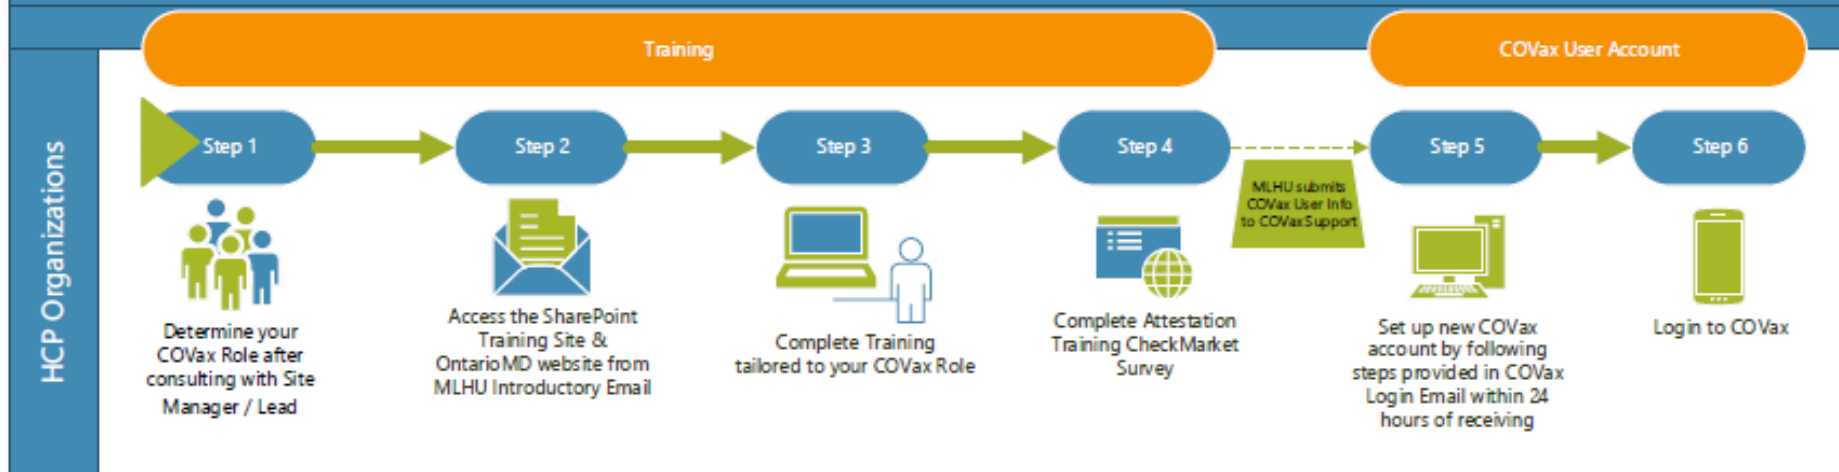 Training
COVax User Account
HCP Organizations
Step 1
Step 2
Step 3
Step 4
Step 5
Step 6
MLHU submits
COVax User Info
to COVaxSupport
Determine your
COVax Role after
consulting with Site
Manager / Lead
Access the SharePoint
Training Site &
OntarioMD website from
MLHU Introductory Email
Complete Training
tailored to your COVax Role
Complete Attestation
Training CheckMarket
Survey
Set up new COVax
account by following
steps provided in COVax
Login Email within 24
hours of receiving
Login to COVax